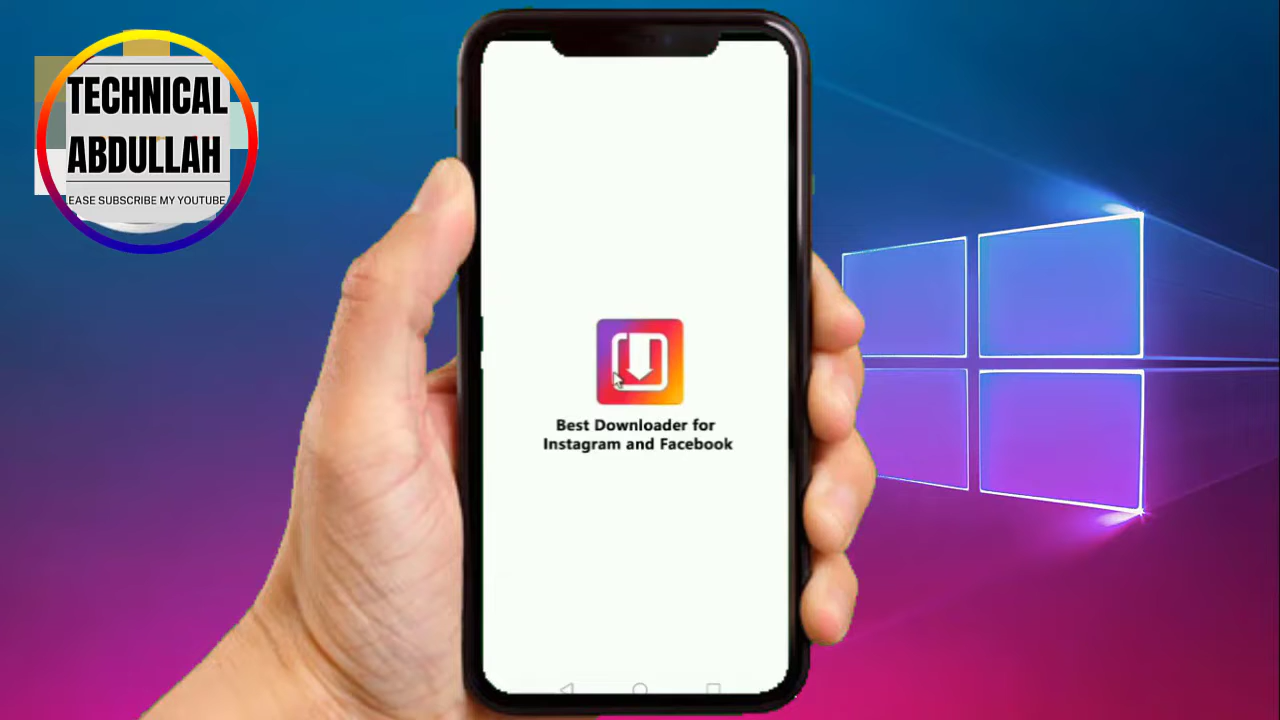 TECHNICAL
ABDULLAH
EASE SUBSCRIBE MY YOUTUBE
Best Downloader for
Instagram and Facebook